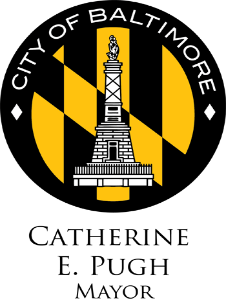 CITY OF BALTIMORE
CATHERINE
E. PUGH
MAYOR